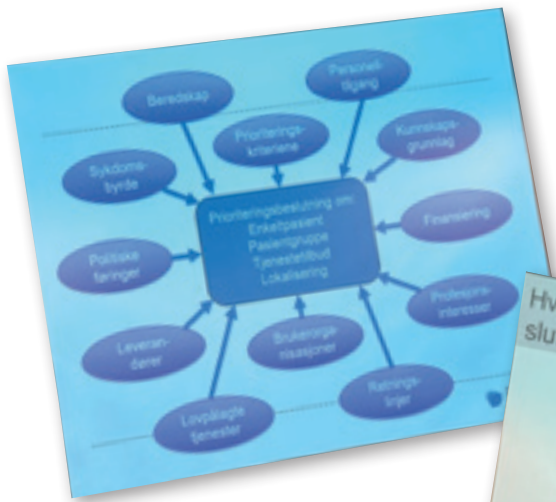 Beredskap
Personell-
tilgang
Prioriterings-
kriteriene
Kunnskaps-
grunnlag
Sykdoms-
byrde
Prioriteringsbeslutning om:
Enkeltpasient
Pasientgruppe
Tjenestetilbud
Lokalisering
Finansiering
Politiske
føringer
Profesjons-
interesser
Leveran-
dører
Brukerorga-
nisasjoner
Retnings-
linjer
Lovpålagte
tjenester
Hv
slu